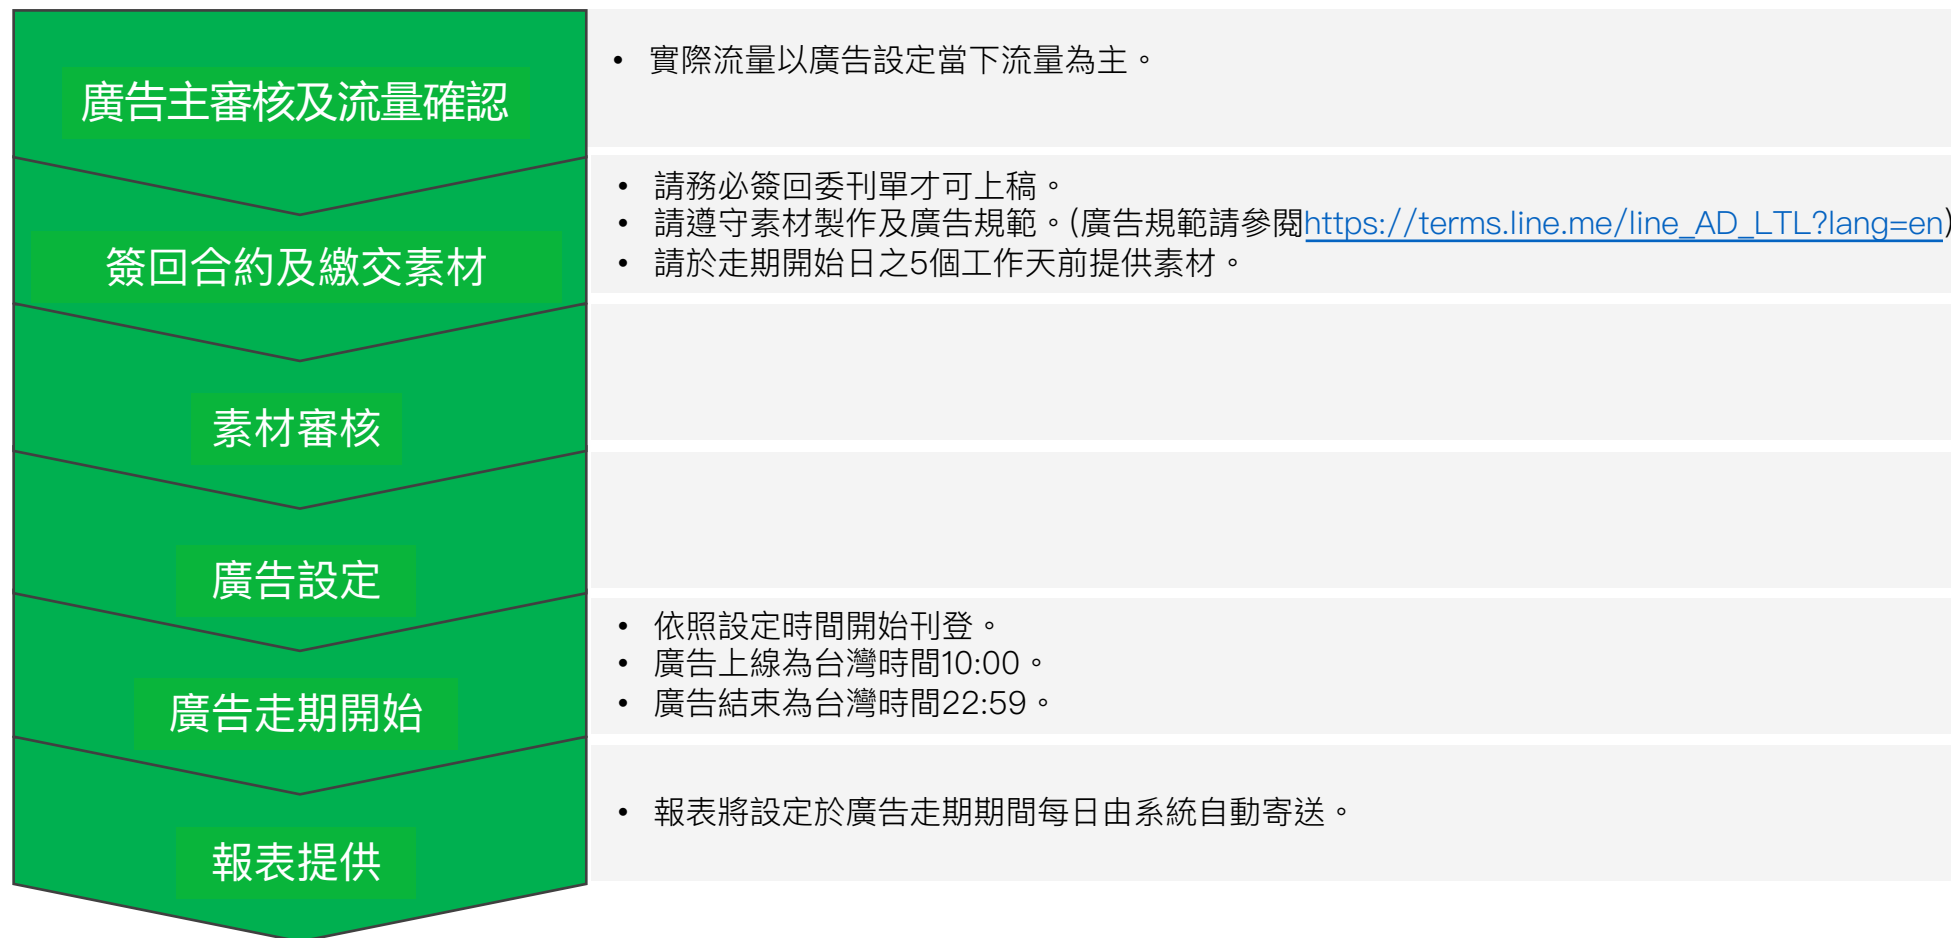 廣告主審核及流量確認
• 實際流量以廣告設定當下流量為主。
簽回合約及繳交素材
• 請務必簽回委刊單才可上稿。
• 請遵守素材製作及廣告規範。(廣告規範請參閱https://terms.line.me/line_AD_LTL?lang=en)
• 請於走期開始日之5個工作天前提供素材。
素材審核
廣告設定
廣告走期開始
• 依照設定時間開始刊登。
• 廣告上線為台灣時間10:00。
• 廣告結束為台灣時間22:59。
報表提供
• 報表將設定於廣告走期期間每日由系統自動寄送。